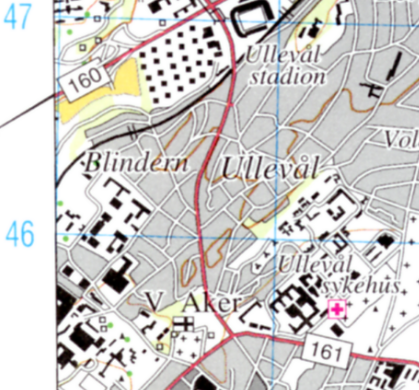 47
Ullevål
stadion
160
Blindern
Ullevål
46
Ullevål
sykehus
V Aker
161